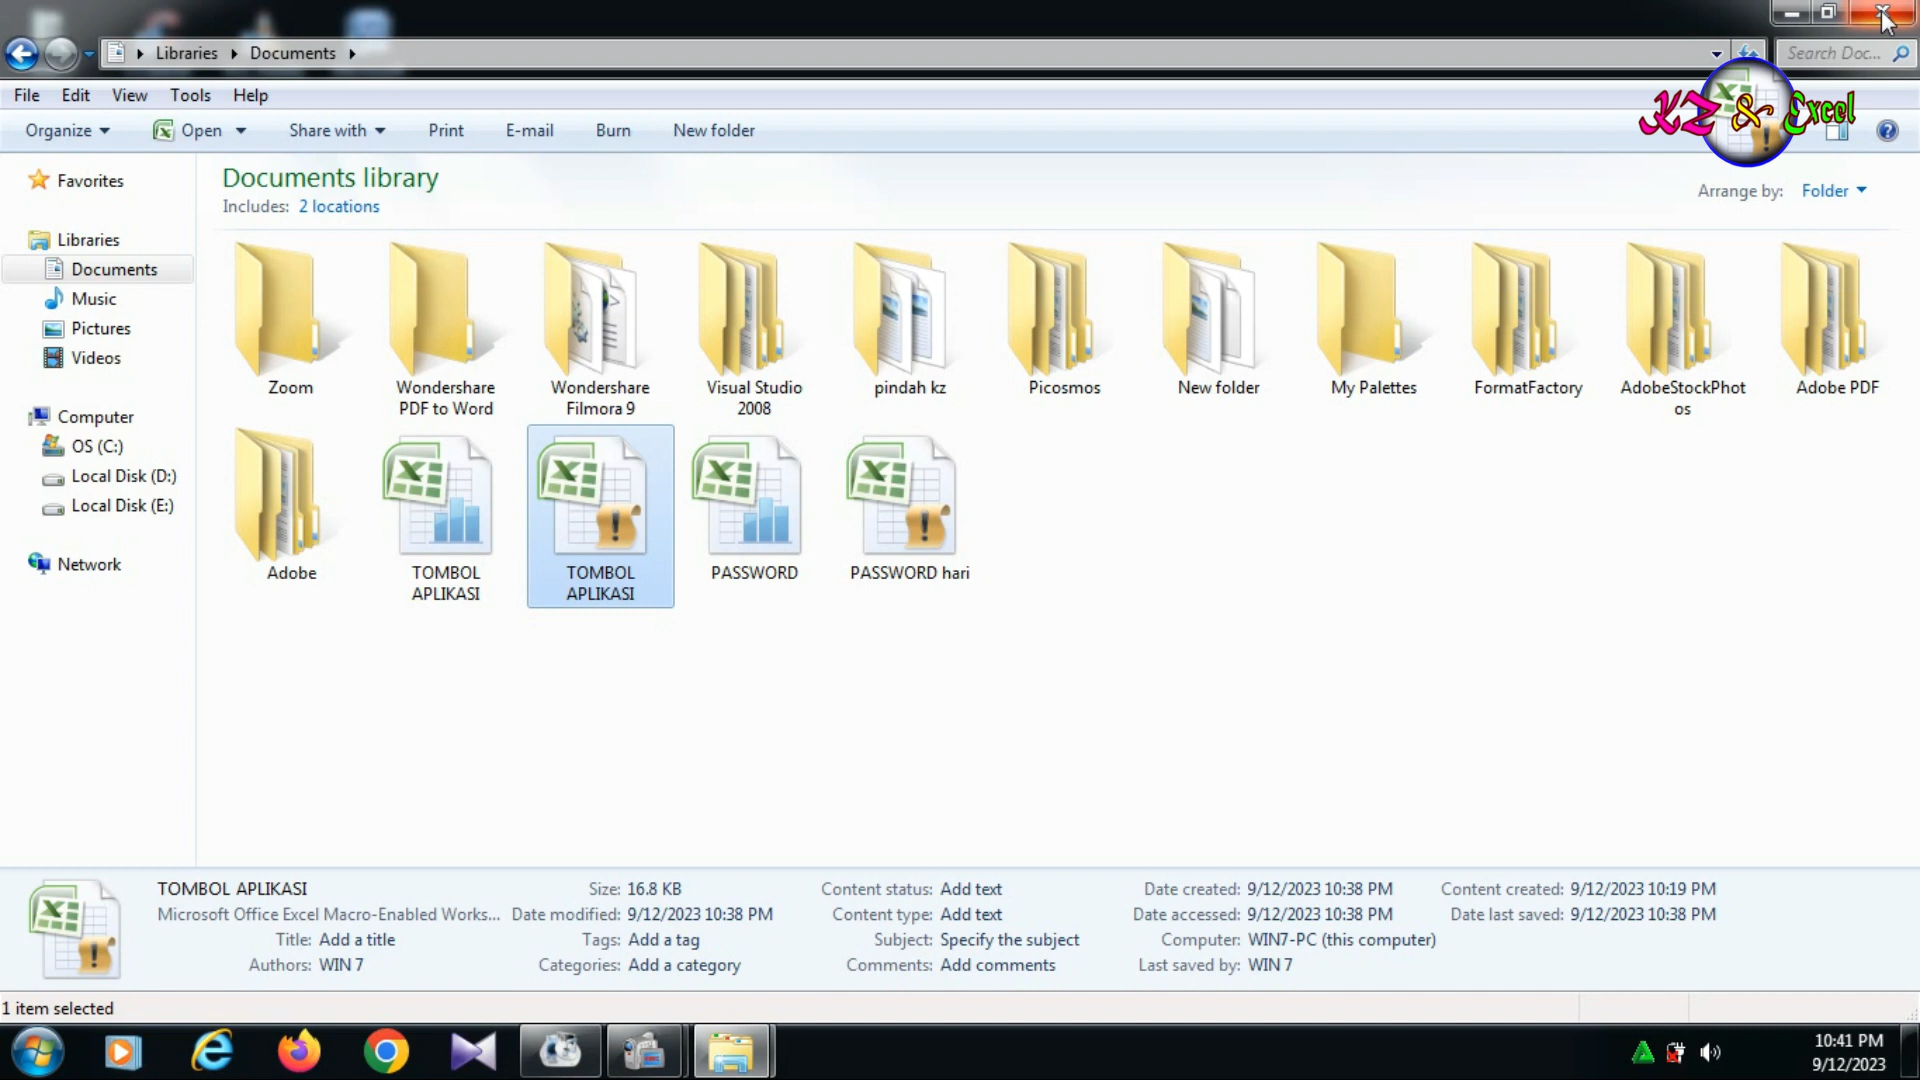 Libraries Documents
Search Doc...
File Edit View Tools Help
KZ & Excel
Organize Open Share with Print E-mail Burn New folder
Favorites
Libraries
Documents
Music
Pictures
Videos
Computer
OS (C:)
Local Disk (D:)
Local Disk (E:)
Network
Documents library
Includes: 2 locations
Arrange by: Folder
Zoom
Wondershare
PDF to Word
Wondershare
Filmora 9
Visual Studio
2008
pindah kz
Picosmos
New folder
My Palettes
FormatFactory
AdobeStockPhot
os
Adobe PDF
Adobe
TOMBOL
APLIKASI
TOMBOL
APLIKASI
PASSWORD
PASSWORD hari
TOMBOL APLIKASI Size: 16.8 KB Content status: Add text Date created: 9/12/2023 10:38 PM Content created: 9/12/2023 10:19 PM
Microsoft Office Excel Macro-Enabled Works... Date modified: 9/12/2023 10:38 PM Content type: Add text Date accessed: 9/12/2023 10:38 PM Date last saved: 9/12/2023 10:38 PM
Title: Add a title Tags: Add a tag Subject: Specify the subject Computer: WIN7-PC (this computer)
Authors: WIN 7 Categories: Add a category Comments: Add comments Last saved by: WIN 7
1 item selected
10:41 PM
9/12/2023